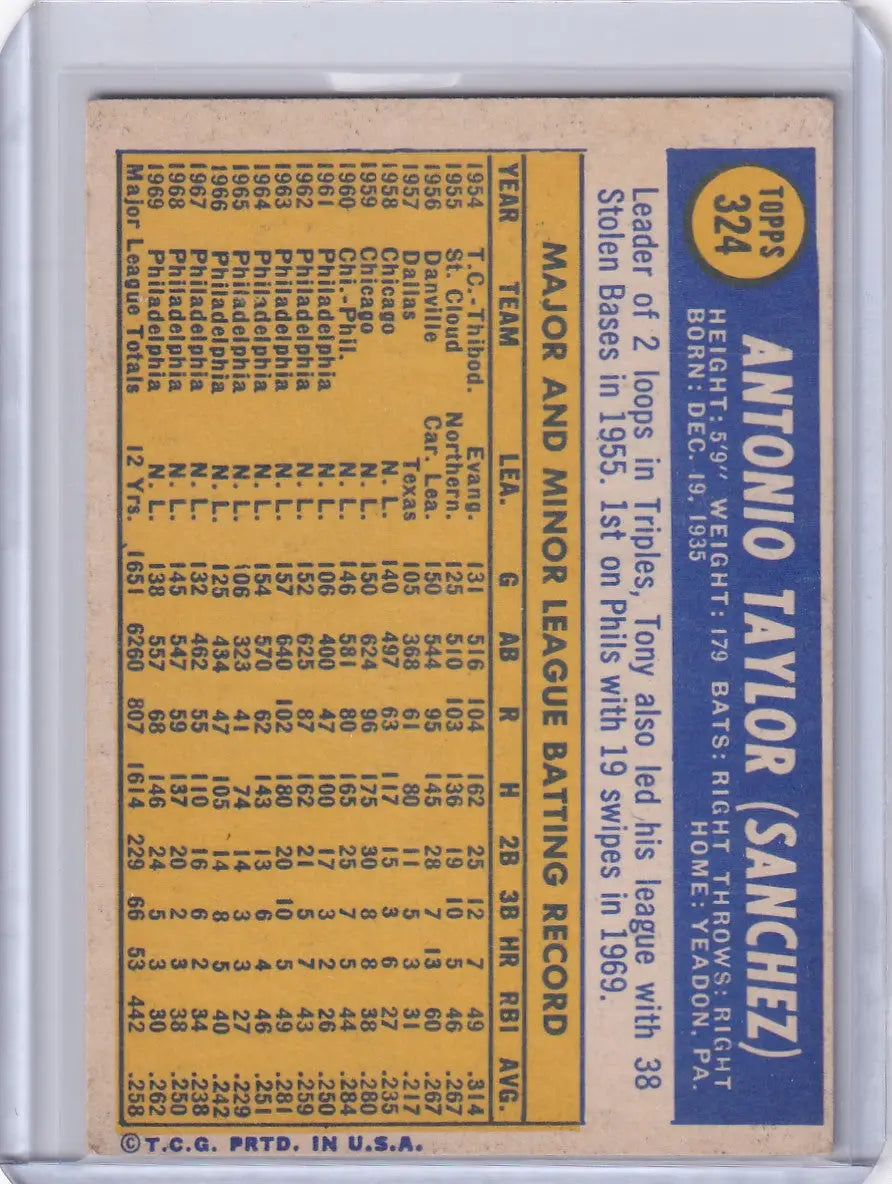 TOPPS
324
ANTONIO TAYLOR (SANCHEZ)
HEIGHT: 5'9" WEIGHT: 179 BATS: RIGHT THROWS: RIGHT
BORN: DEC. 19, 1935 HOME: YEADON, PA.
Leader of 2 loops in Triples, Tony also led his league with 38
Stolen Bases in 1955. 1st on Phils with 19 swipes in 1969.
MAJOR AND MINOR LEAGUE BATTING RECORD
YEAR TEAM LEA. G AB R H 2B 3B HR RBI AVG.
1954 T.C.-Thibod. Evang. 131 516 104 162 25 12 7 49 .314
1955 St. Cloud Northern. 125 510 103 136 19 10 5 46 .267
1956 Danville Car. Lea. 150 544 95 145 28 7 13 60 .267
1957 Dallas Texas 105 368 61 80 11 5 3 31 .217
1958 Chicago N. L. 140 497 63 117 15 3 6 27 .235
1959 Chicago N. L. 150 624 96 175 30 8 8 38 .280
1960 Chi.-Phil. N. L. 146 581 80 165 25 7 5 44 .284
1961 Philadelphia N. L. 106 400 47 100 17 3 2 26 .250
1962 Philadelphia N. L. 152 625 87 162 21 5 7 43 .259
1963 Philadelphia N. L. 157 640 102 180 20 10 5 49 .281
1964 Philadelphia N. L. 154 570 62 143 13 6 4 46 .251
1965 Philadelphia N. L. 106 323 41 74 14 3 3 27 .229
1966 Philadelphia N. L. 125 434 47 105 14 8 5 40 .242
1967 Philadelphia N. L. 132 462 55 110 16 6 2 34 .238
1968 Philadelphia N. L. 145 547 59 137 20 2 3 38 .250
1969 Philadelphia N. L. 138 557 68 146 24 5 3 30 .262
Major League Totals 12 Yrs. 1651 6260 807 1614 229 66 53 442 .258
©T.C.G. PRTD. IN U.S.A.